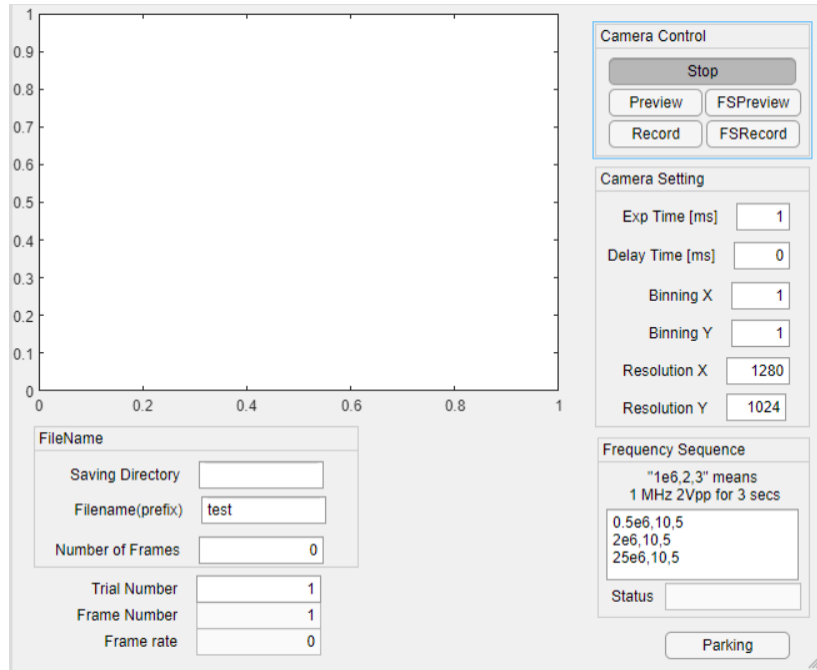 1
0.9
0.8
0.7
0.6
0.5
0.4
0.3
0.2
0.1
0
0 0.2 0.4 0.6 0.8 1
FileName
Saving Directory
Filename(prefix) test
Number of Frames 0
Trial Number 1
Frame Number 1
Frame rate 0
Camera Control
Stop
Preview FSPreview
Record FSRecord
Camera Setting
Exp Time [ms] 1
Delay Time [ms] 0
Binning X 1
Binning Y 1
Resolution X 1280
Resolution Y 1024
Frequency Sequence
"1e6,2,3" means
1 MHz 2Vpp for 3 secs
0.5e6,10,5
2e6,10,5
25e6,10,5
Status
Parking